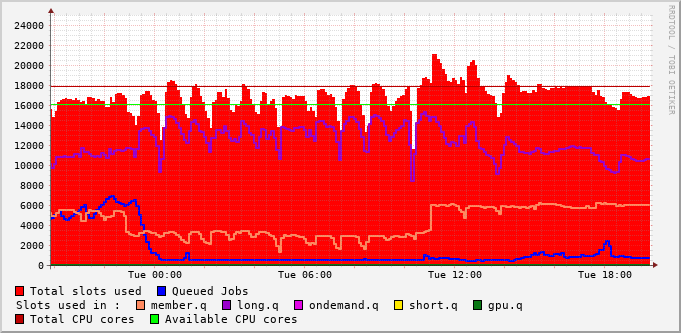 RRDTOOL / TOBI OETIKER
24000
22000
20000
18000
16000
14000
12000
10000
8000
6000
4000
2000
0
Tue 00:00 Tue 06:00 Tue 12:00 Tue 18:00
Total slots used Queued Jobs
Slots used in : member.q long.q ondemand.q short.q gpu.q
Total CPU cores Available CPU cores